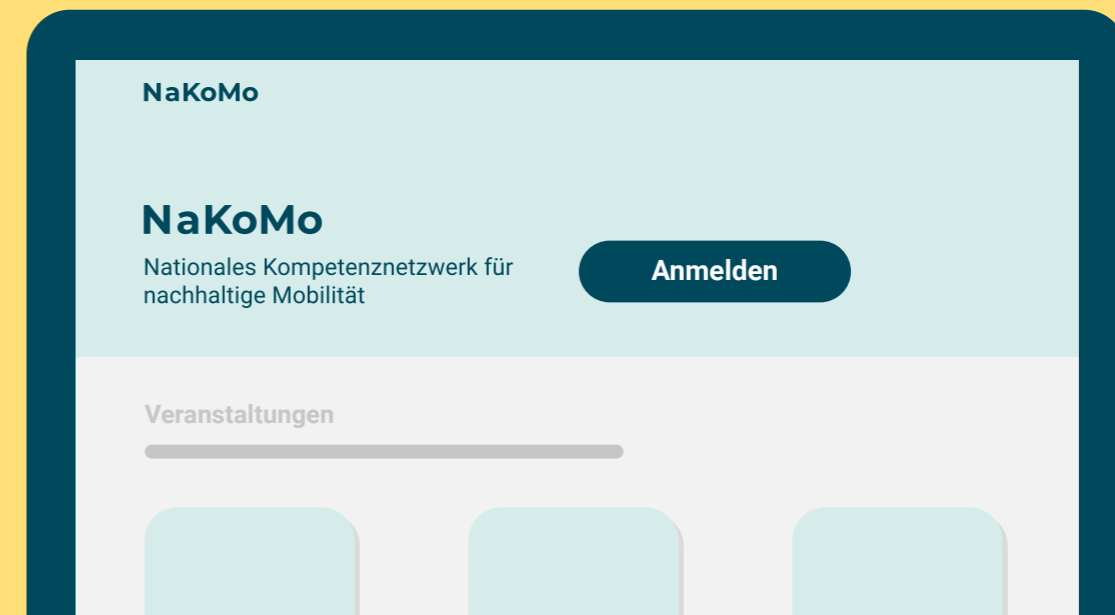 NaKoMo
NaKoMo
Nationales Kompetenznetzwerk für
nachhaltige Mobilität
Anmelden
Veranstaltungen